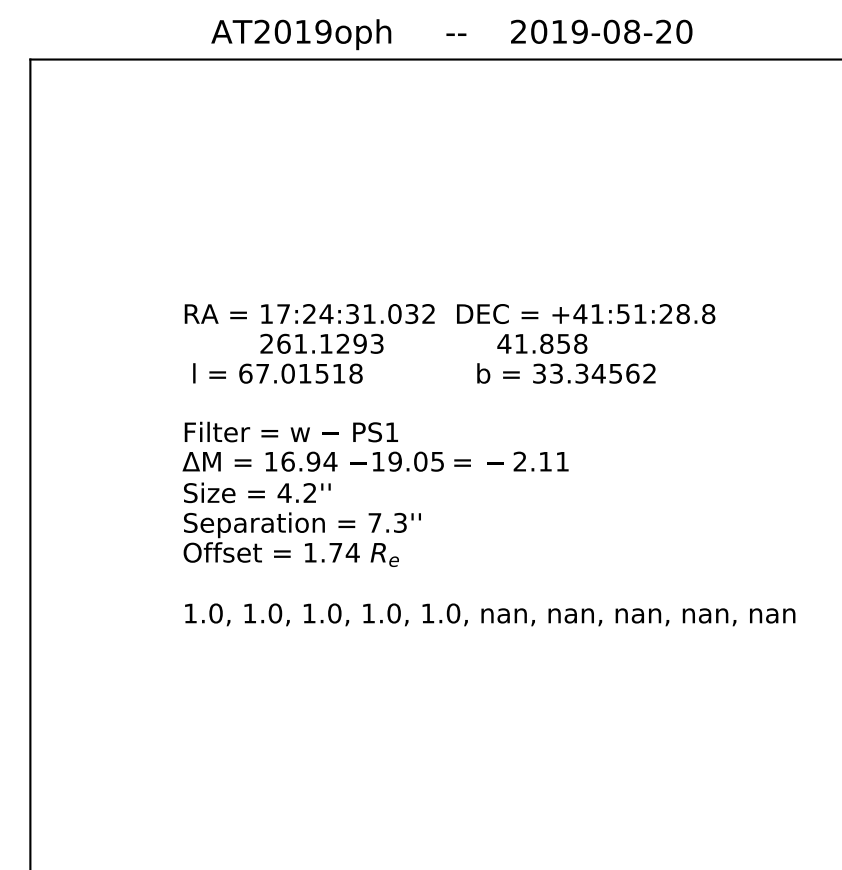 AT2019oph -- 2019-08-20
RA = 17:24:31.032 DEC = +41:51:28.8
261.1293 41.858
l = 67.01518 b = 33.34562
Filter = w − PS1
ΔM = 16.94 −19.05 = − 2.11
Size = 4.2''
Separation = 7.3''
Offset = 1.74 Re
1.0, 1.0, 1.0, 1.0, 1.0, nan, nan, nan, nan, nan